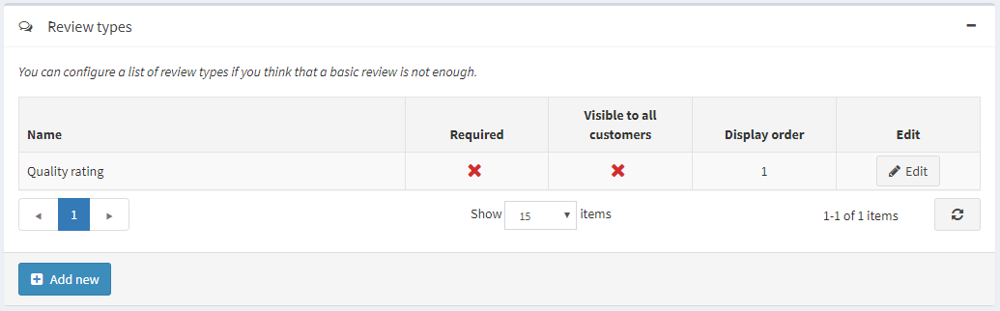 Review types
You can configure a list of review types if you think that a basic review is not enough.
Name Required Visible to all customers Display order Edit
Quality rating 1 Edit
1 Show 15 items 1-1 of 1 items
Add new